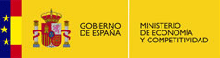 GOBIERNO
DE ESPAÑA
MINISTERIO
DE ECONOMÍA
Y COMPETITIVIDAD